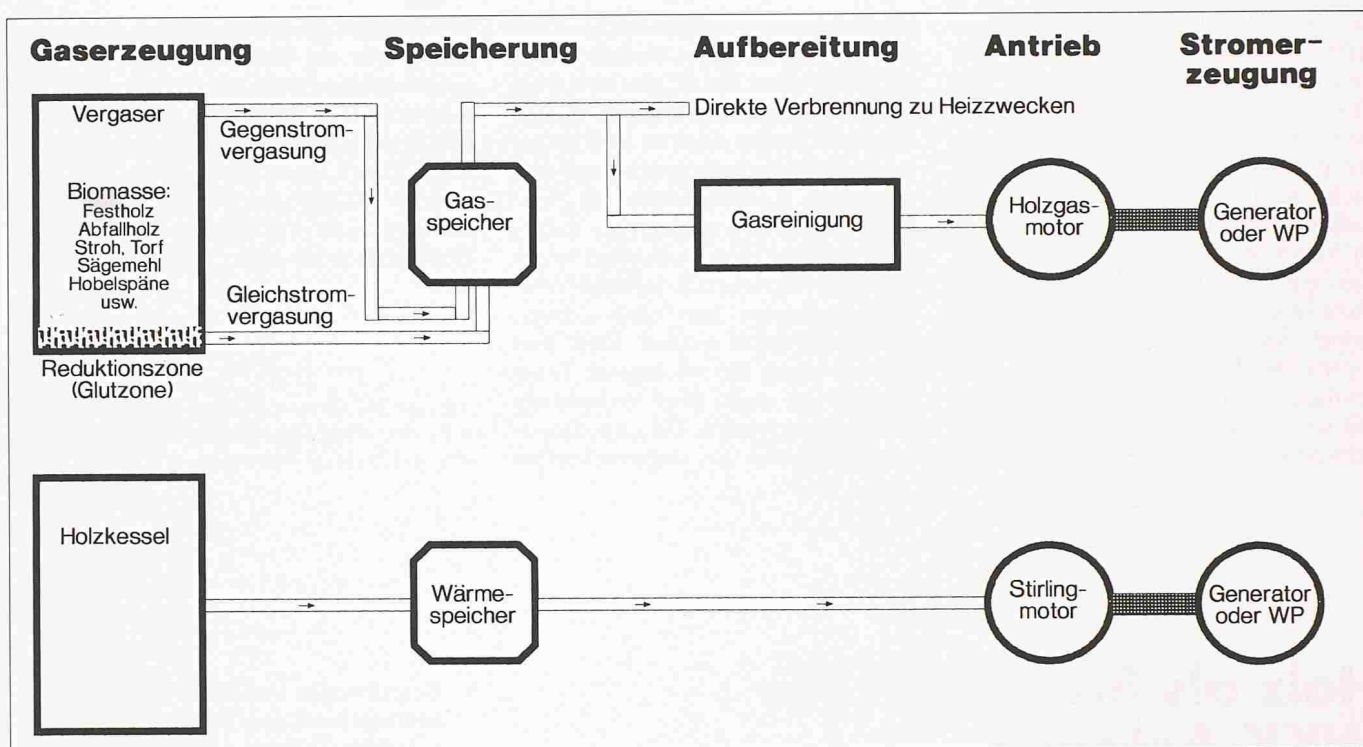 Gaserzeugung
Speicherung
Aufbereitung
Antrieb
Stromer-
zeugung
Vergaser
Biomasse:
Festholz
Abfallholz
Stroh, Torf
Sägemehl
Hobelspäne
usw.
Reduktionszone
(Glutzone)
Gegenstrom-
vergasung
Gleichstrom-
vergasung
Gas-
speicher
Direkte Verbrennung zu Heizzwecken
Gasreinigung
Holzgas-
motor
Generator
oder WP
Holzkessel
Wärme-
speicher
Stirling-
motor
Generator
oder WP